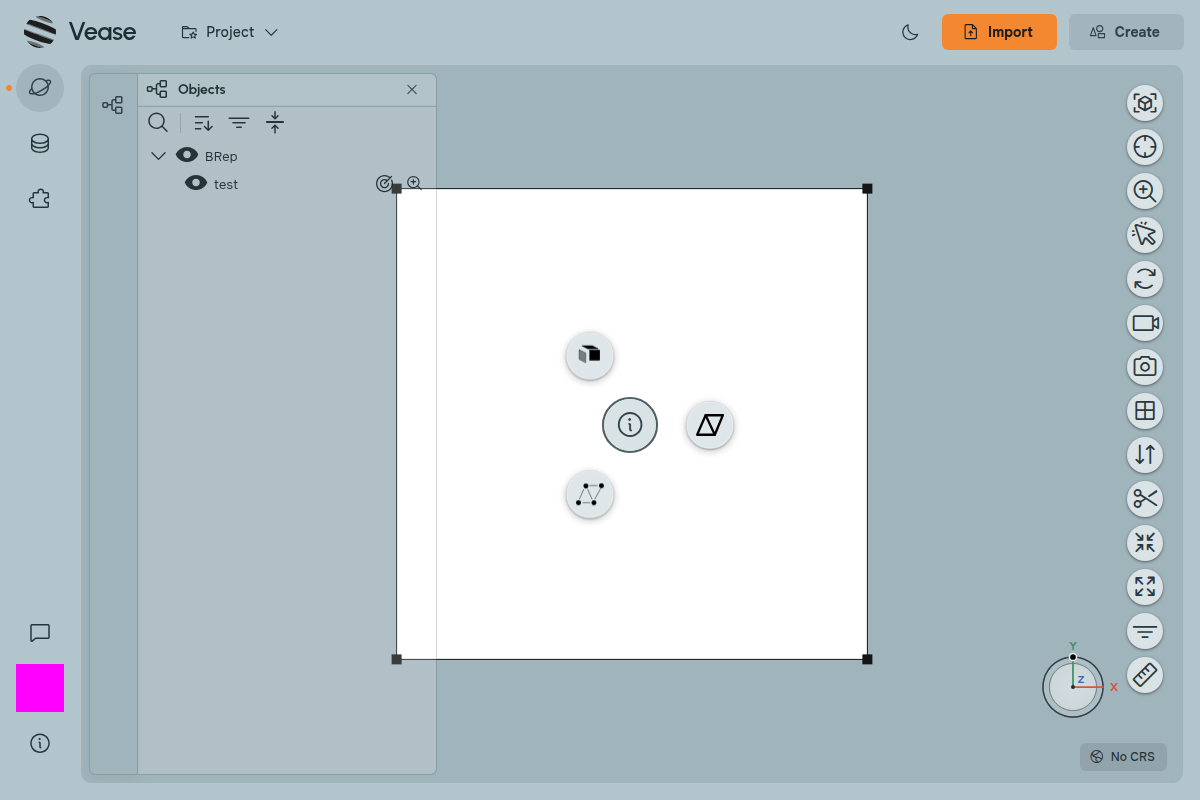 Vease
Project
Import
Create
Objects
BRep
test
Y
Z
X
No CRS